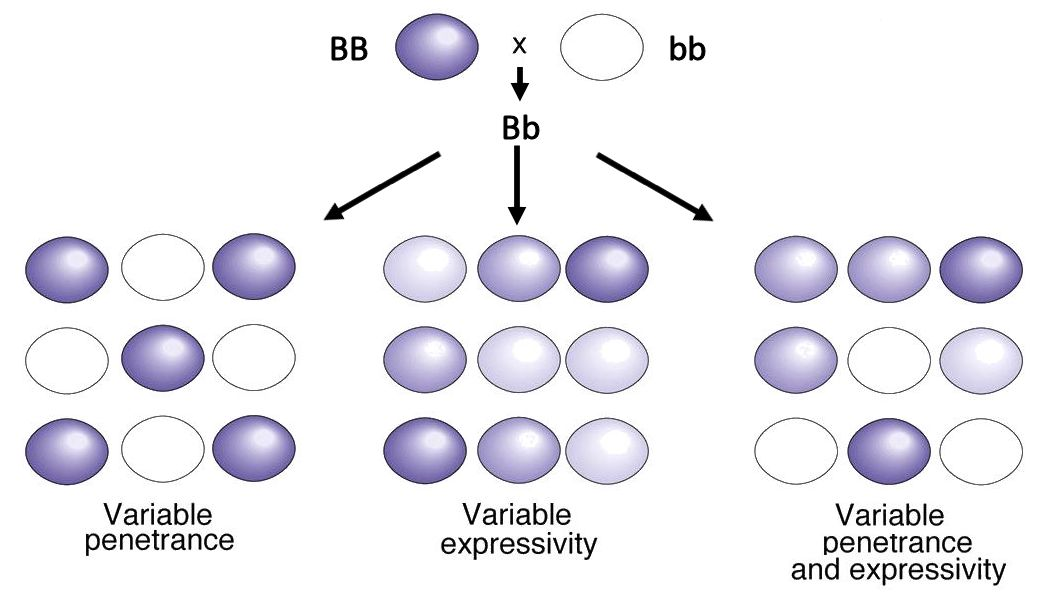 BB x bb
Bb
Variable
penetrance
Variable
expressivity
Variable
penetrance
and expressivity